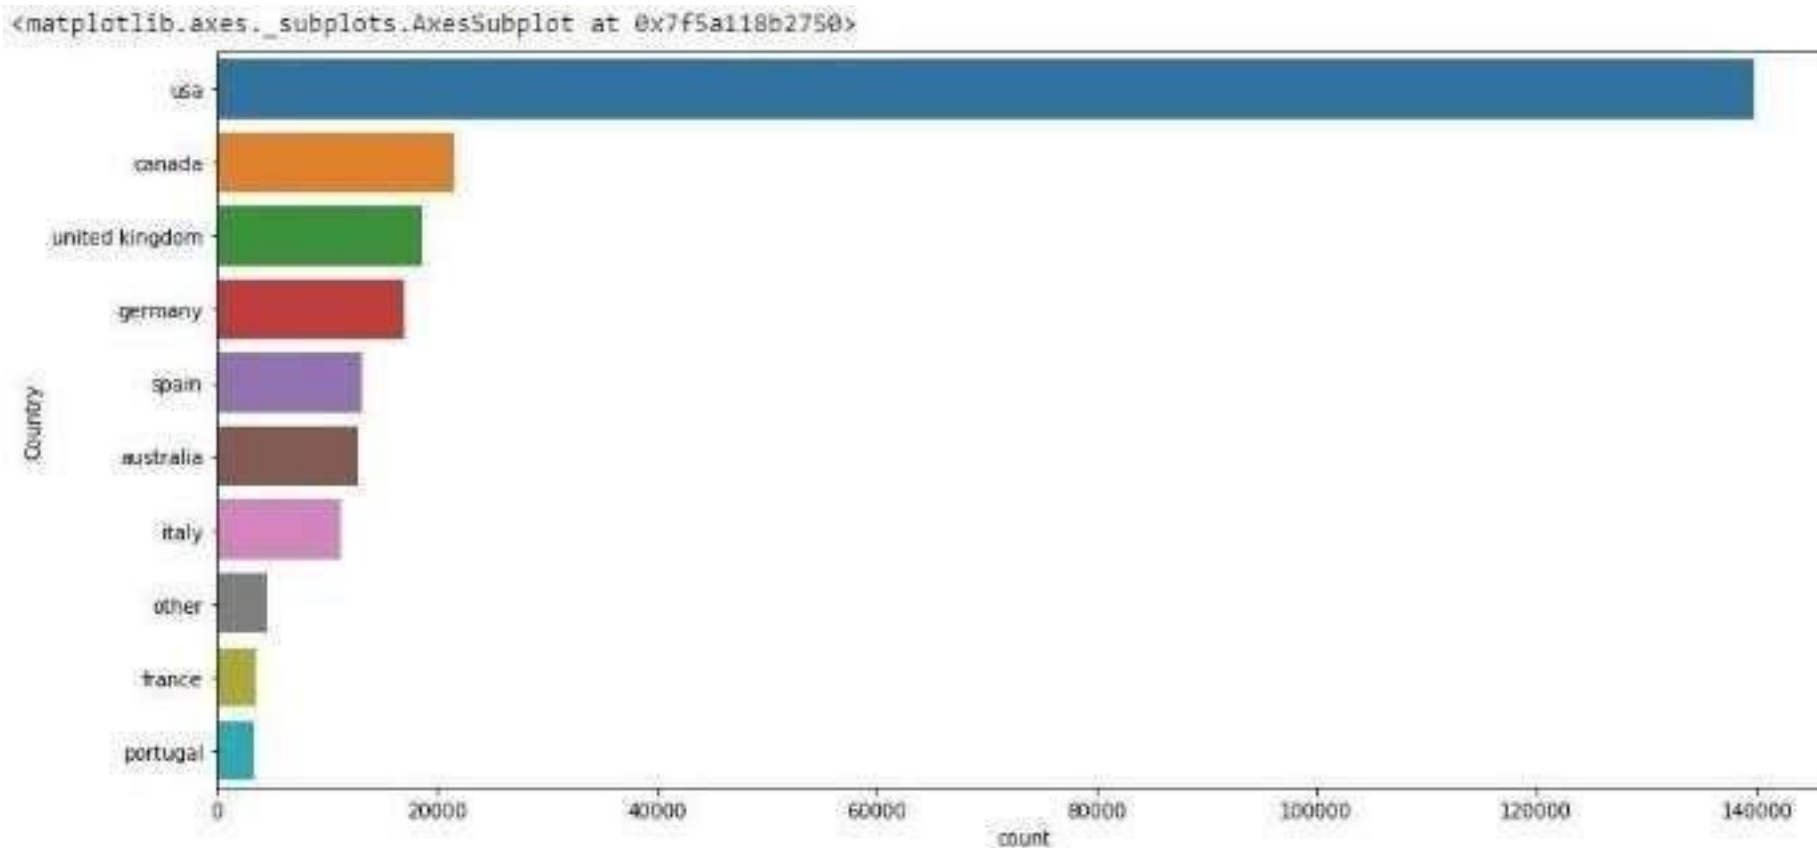 <matplotlib.axes._subplots.AxesSubplot at 0x7f5a118b2750>
usa
canada
united kingdom
germany
spain
australia
italy
other
france
portugal
Country
0 20000 40000 60000 80000 100000 120000 140000
count